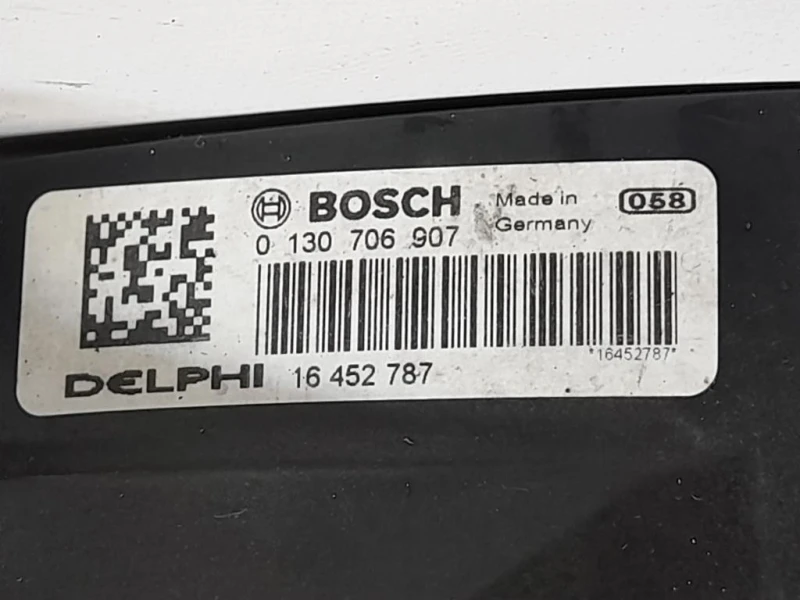 BOSCH Made in Germany 058
0 130 706 907
*16452787*
DELPHI 16 452 787